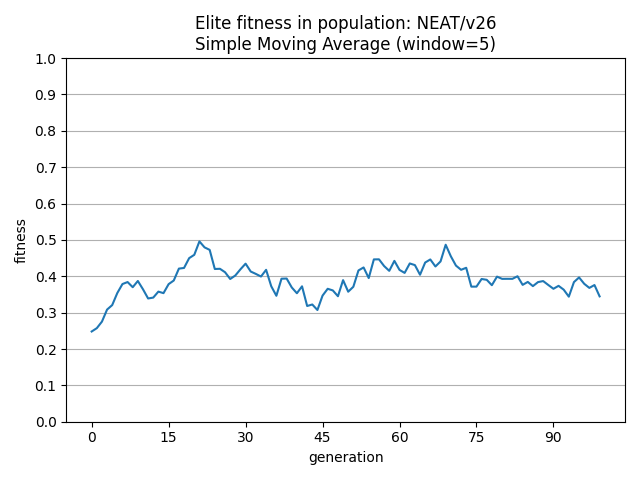 Elite fitness in population: NEAT/v26
Simple Moving Average (window=5)
1.0
0.9
0.8
0.7
0.6
0.5
0.4
0.3
0.2
0.1
0.0
fitness
0 15 30 45 60 75 90
generation